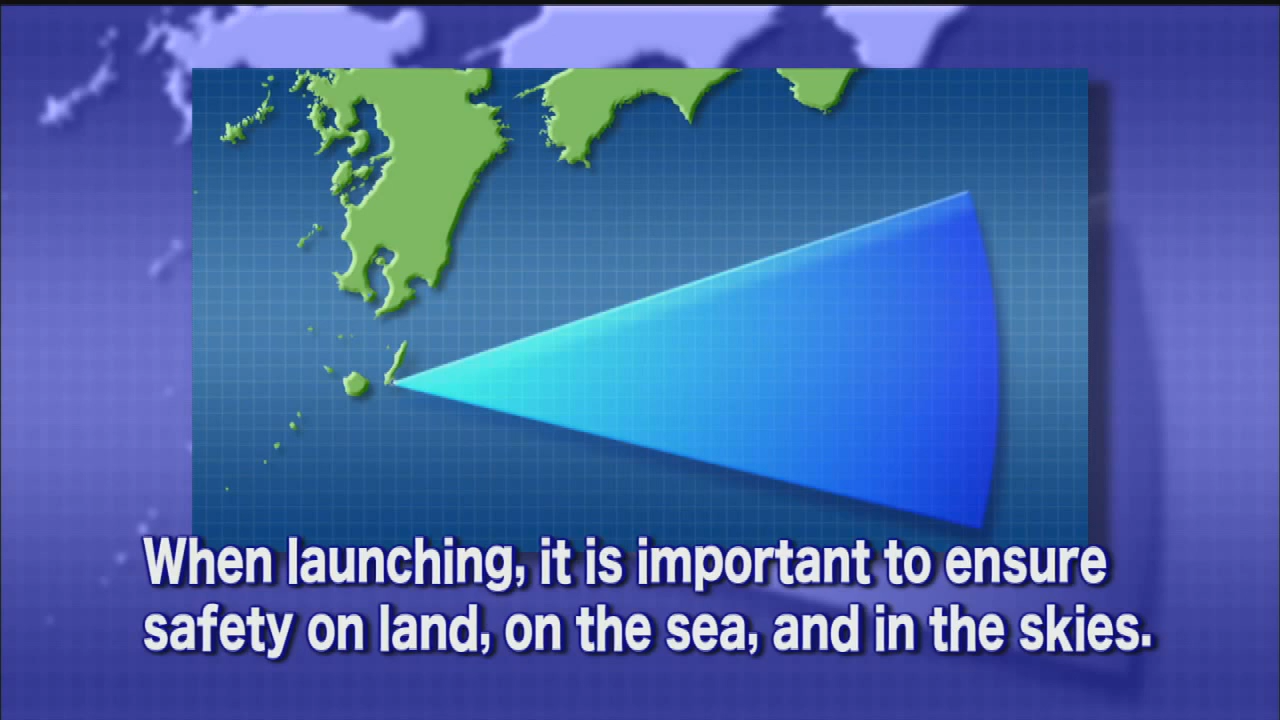 When launching, it is important to ensure
safety on land, on the sea, and in the skies.